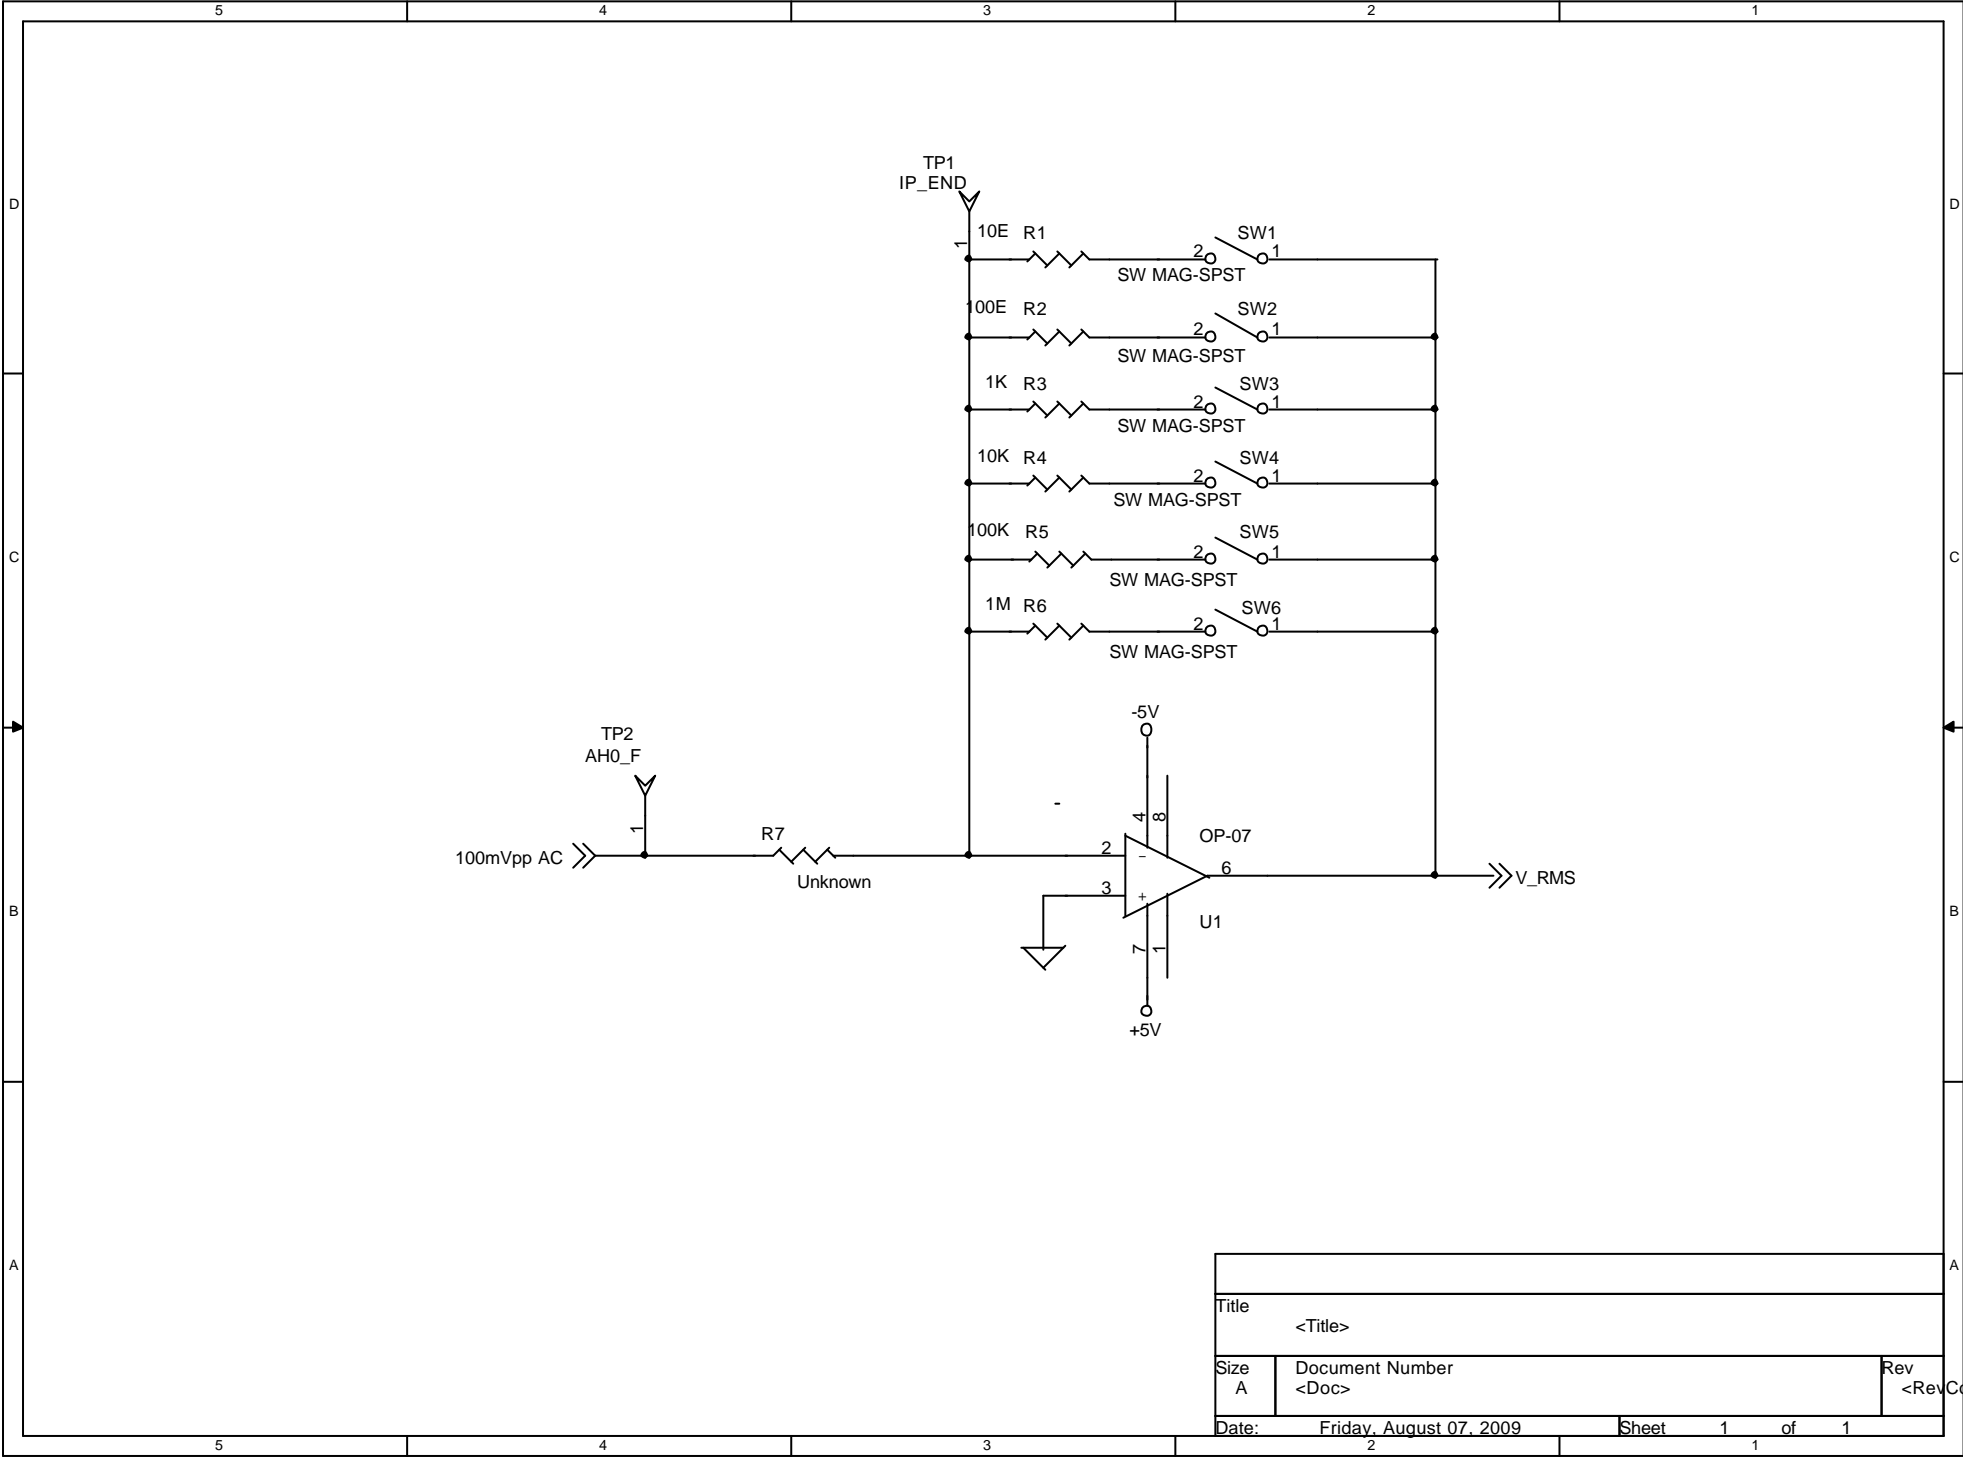 5 4 3 2 1
TP1
IP_END
D D
1
10E R1 SW1
2 1
SW MAG-SPST
100E R2 SW2
2 1
SW MAG-SPST
1K R3 SW3
2 1
SW MAG-SPST
10K R4 SW4
2 1
SW MAG-SPST
100K R5 SW5
2 1
C C
SW MAG-SPST
1M R6 SW6
2 1
SW MAG-SPST
-5V
TP2
AH0_F
-
4 8
1
R7
OP-07
100mVpp AC
2 -
6
Unknown
V_RMS
3 +
B B
U1
7 1
+5V
A A
Title
<Title>
Size Document Number Rev
A <Doc> <RevCo
Date: Friday, August 07, 2009 Sheet 1 of 1
5 4 3 2 1